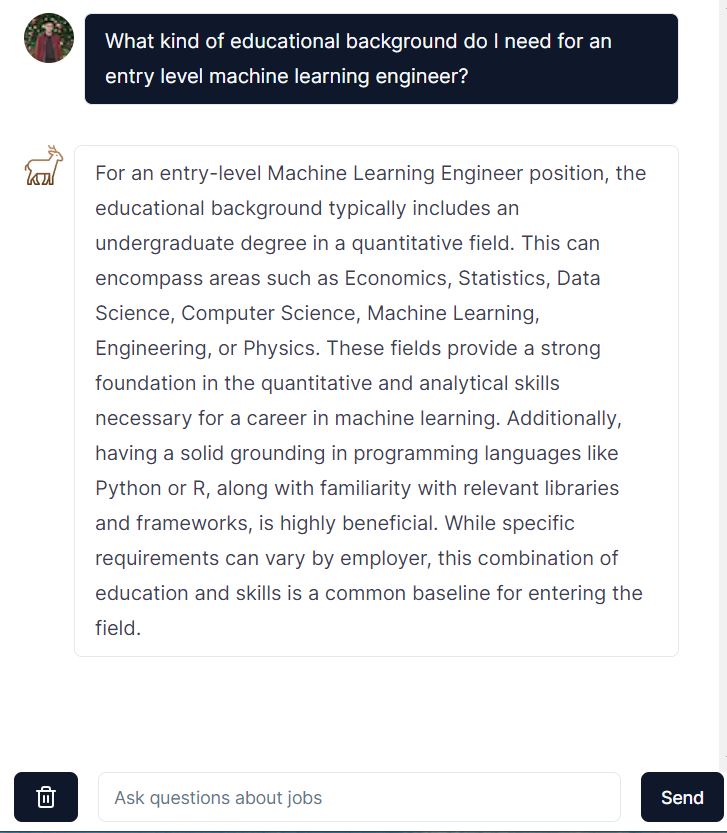 What kind of educational background do I need for an
entry level machine learning engineer?
For an entry-level Machine Learning Engineer position, the
educational background typically includes an
undergraduate degree in a quantitative field. This can
encompass areas such as Economics, Statistics, Data
Science, Computer Science, Machine Learning,
Engineering, or Physics. These fields provide a strong
foundation in the quantitative and analytical skills
necessary for a career in machine learning. Additionally,
having a solid grounding in programming languages like
Python or R, along with familiarity with relevant libraries
and frameworks, is highly beneficial. While specific
requirements can vary by employer, this combination of
education and skills is a common baseline for entering the
field.
Ask questions about jobs
Send